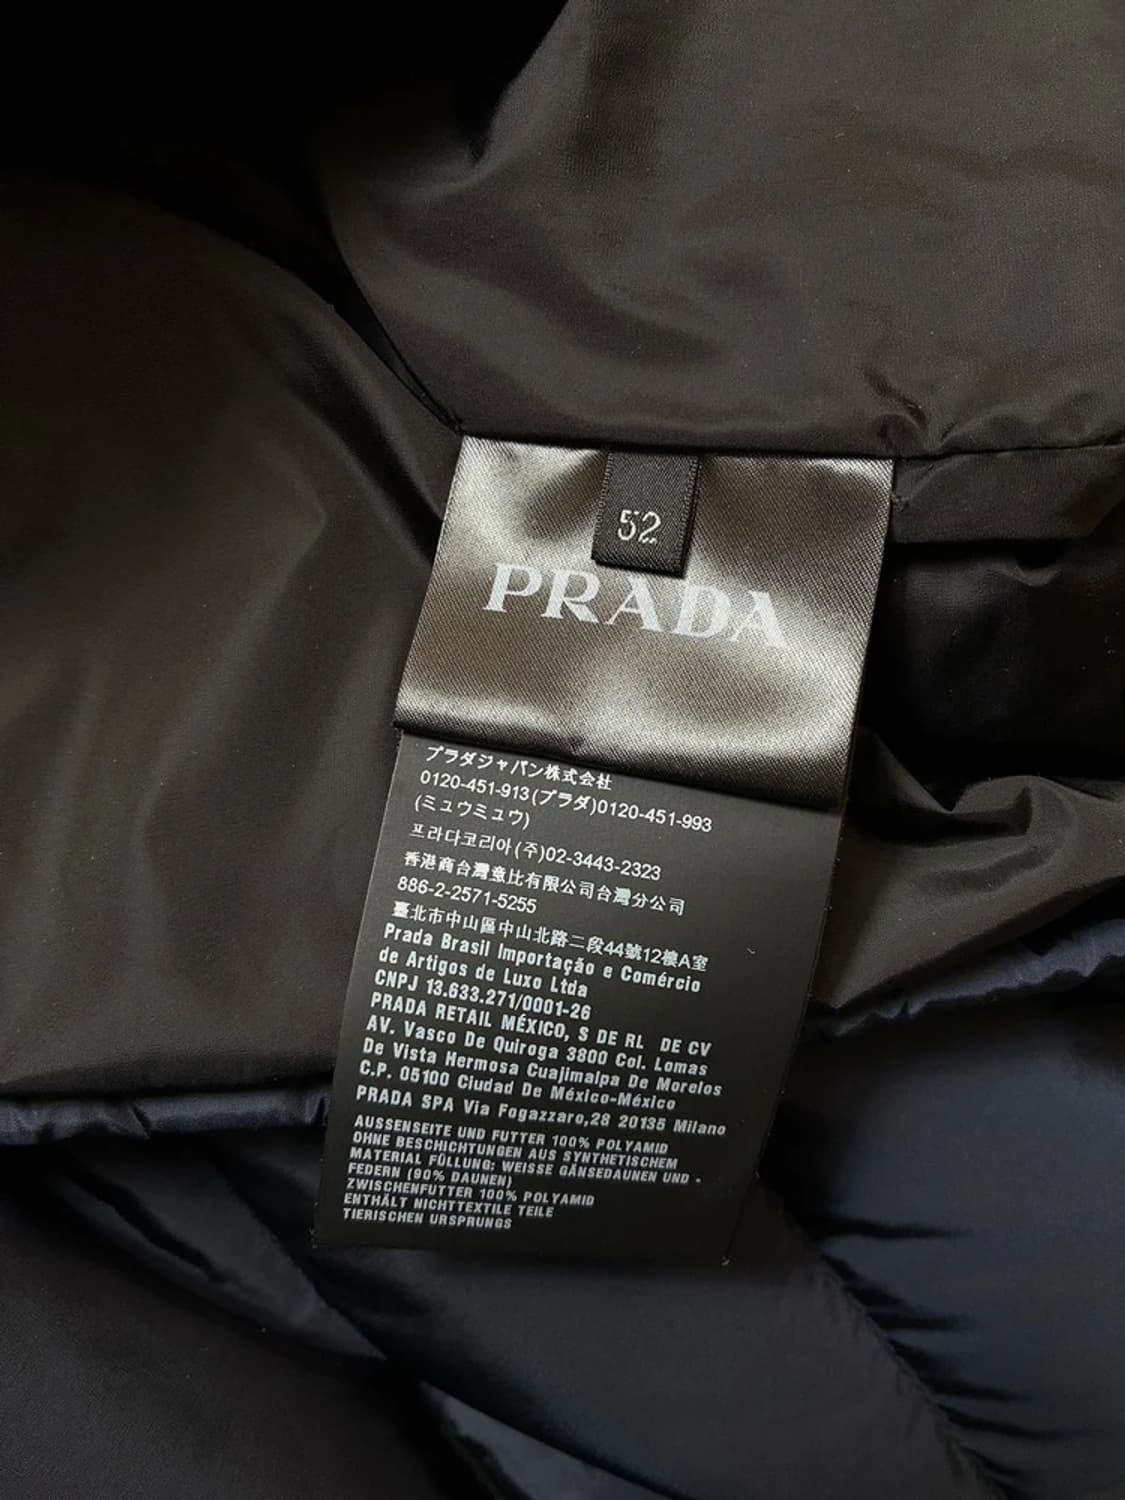 52
PRADA
プラダジャパン株式会社
0120-451-913(プラダ)0120-451-993
(ミュウミュウ)
프라다코리아(주)02-3443-2323
香港商台灣意比有限公司台灣分公司
886-2-2571-5255
臺北市中山區中山北路二段44號12樓A室
Prada Brasil Importação e Comércio
de Artigos de Luxo Ltda
CNPJ 13.633.271/0001-26
PRADA RETAIL MÉXICO, S DE RL DE CV
AV. Vasco De Quiroga 3800 Col. Lomas
De Vista Hermosa Cuajimalpa De Morelos
C.P. 05100 Ciudad De México-México
PRADA SPA Via Fogazzaro,28 20135 Milano
AUSSENSEITE UND FUTTER 100% POLYAMID
OHNE BESCHICHTUNGEN AUS SYNTHETISCHEM
MATERIAL FÜLLUNG: WEISSE GÄNSEDAUNEN UND -
FEDERN (90% DAUNEN)
ZWISCHENFUTTER 100% POLYAMID
ENTHÄLT NICHTTEXTILE TEILE
TIERISCHEN URSPRUNGS